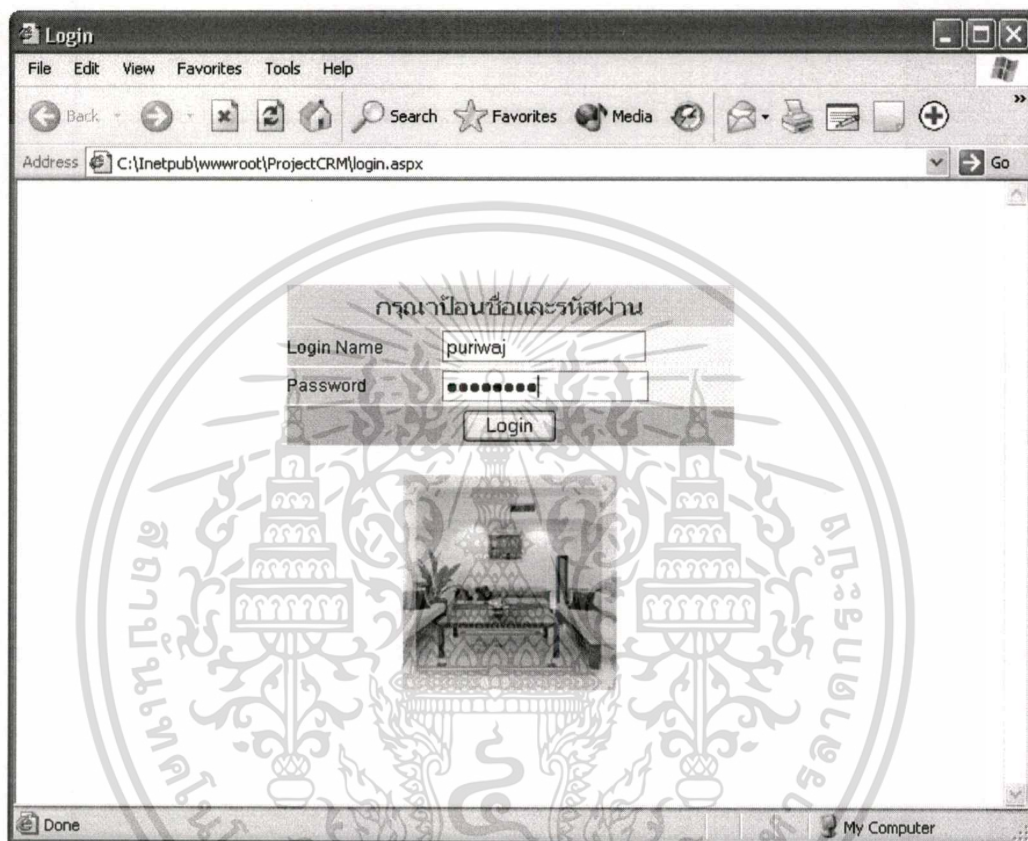 Login
File Edit View Favorites Tools Help
Back Search Favorites Media »
Address C:\Inetpub\wwwroot\ProjectCRM\login.aspx Go
กรุณาป้อนชื่อและรหัสผ่าน
Login Name puriwaj
Password ••••••••
Login
Done My Computer